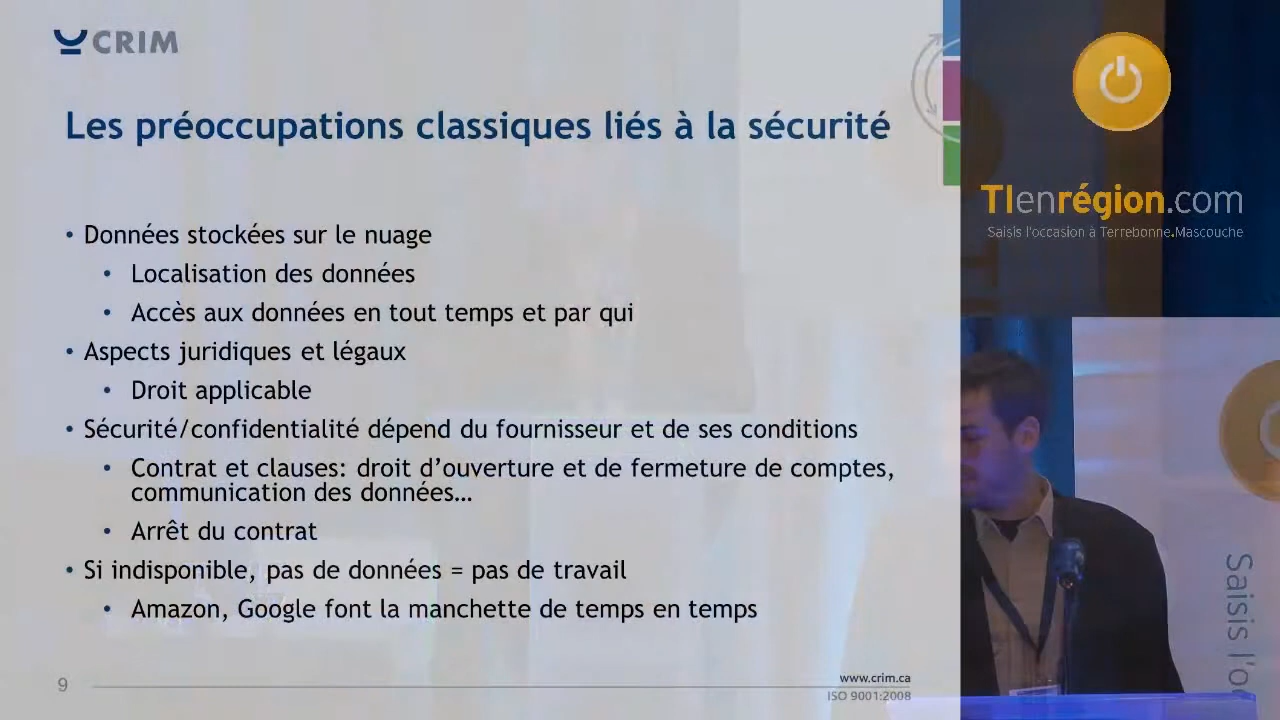 CRIM
Les préoccupations classiques liés à la sécurité
• Données stockées sur le nuage
• Localisation des données
• Accès aux données en tout temps et par qui
• Aspects juridiques et légaux
• Droit applicable
• Sécurité/confidentialité dépend du fournisseur et de ses conditions
• Contrat et clauses: droit d’ouverture et de fermeture de comptes,
communication des données…
• Arrêt du contrat
• Si indisponible, pas de données = pas de travail
• Amazon, Google font la manchette de temps en temps
9
www.crim.ca
ISO 9001:2008
TIenrégion.com
Saisis l'occasion à Terrebonne.Mascouche
Saisis l'o